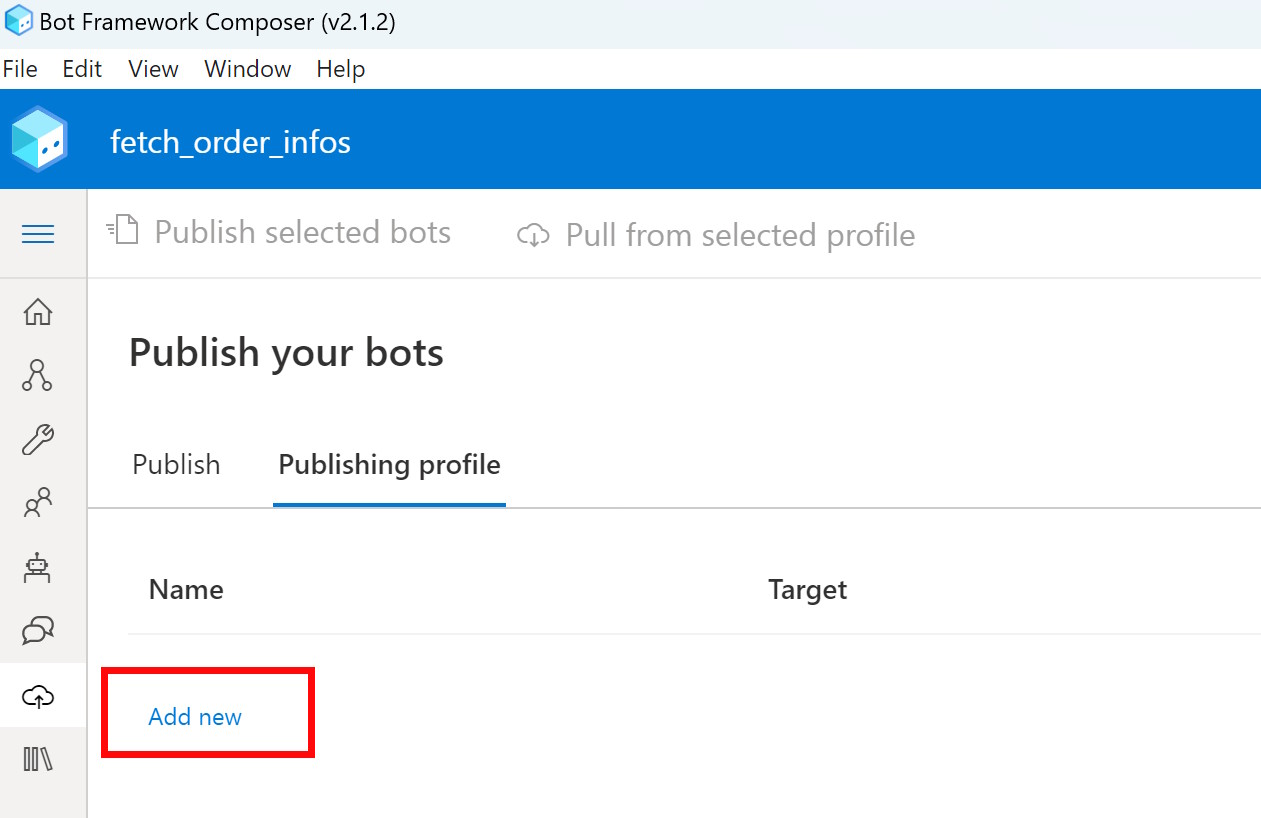 Bot Framework Composer (v2.1.2)
File Edit View Window Help
fetch_order_infos
Publish selected bots Pull from selected profile
Publish your bots
Publish Publishing profile
Name Target
Add new